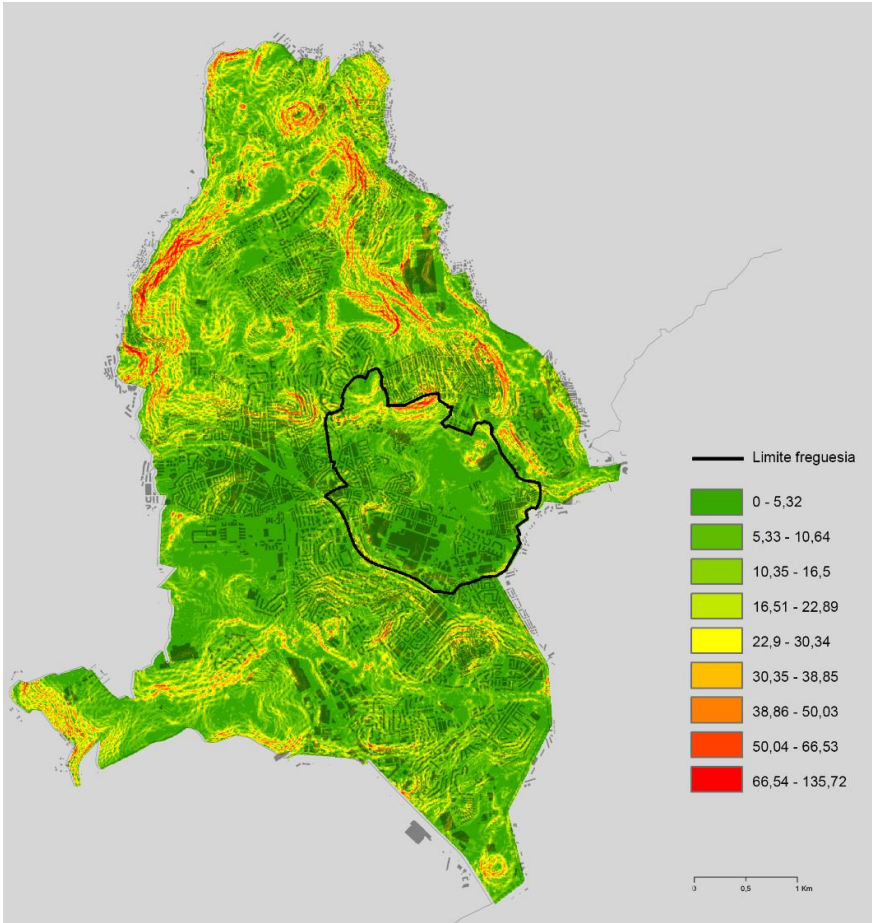 Limite freguesia
0 - 5,32
5,33 - 10,64
10,35 - 16,5
16,51 - 22,89
22,9 - 30,34
30,35 - 38,85
38,86 - 50,03
50,04 - 66,53
66,54 - 135,72
0 0,5 1 Km